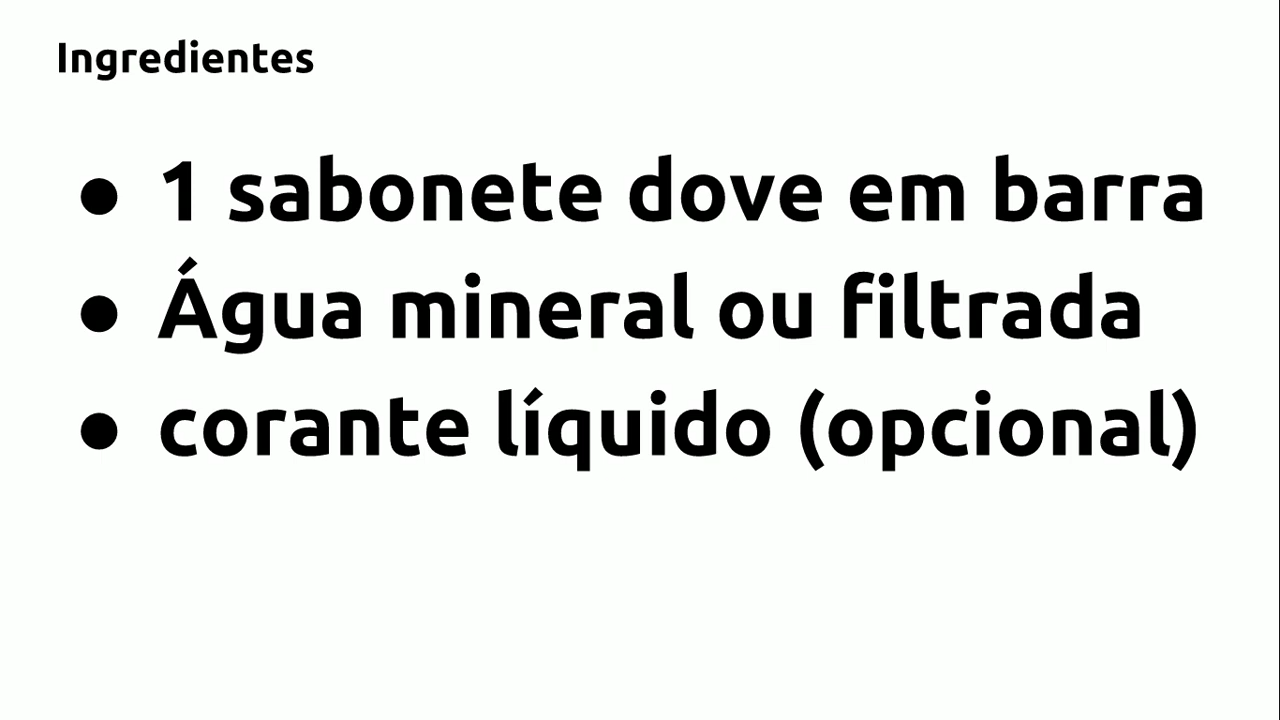 Ingredientes
● 1 sabonete dove em barra
● Água mineral ou filtrada
● corante líquido (opcional)